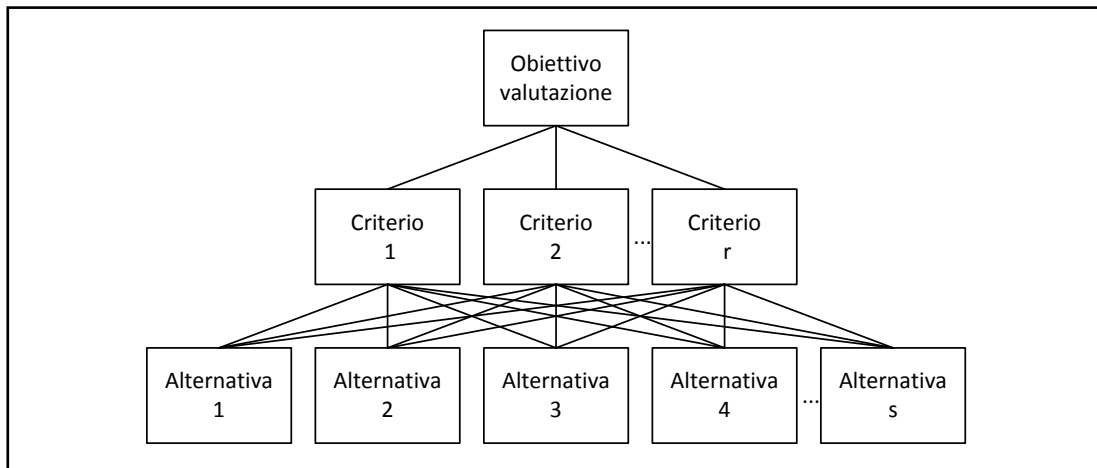 Obiettivo
valutazione
Criterio
1
Criterio
2
...
Criterio
r
Alternativa
1
Alternativa
2
Alternativa
3
Alternativa
4
...
Alternativa
s